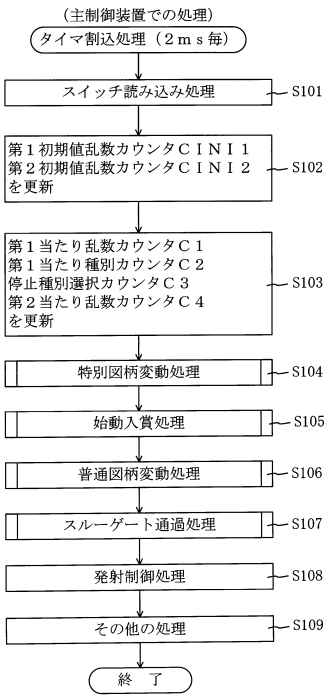 (主制御装置での処理)
タイマ割込処理(2ms毎)
スイッチ読み込み処理
S101
第1初期値乱数カウンタCINI1
第2初期値乱数カウンタCINI2
を更新
S102
第1当たり乱数カウンタC1
第1当たり種別カウンタC2
停止種別選択カウンタC3
第2当たり乱数カウンタC4
を更新
S103
特別図柄変動処理
S104
始動入賞処理
S105
普通図柄変動処理
S106
スルーゲート通過処理
S107
発射制御処理
S108
その他の処理
S109
終 了